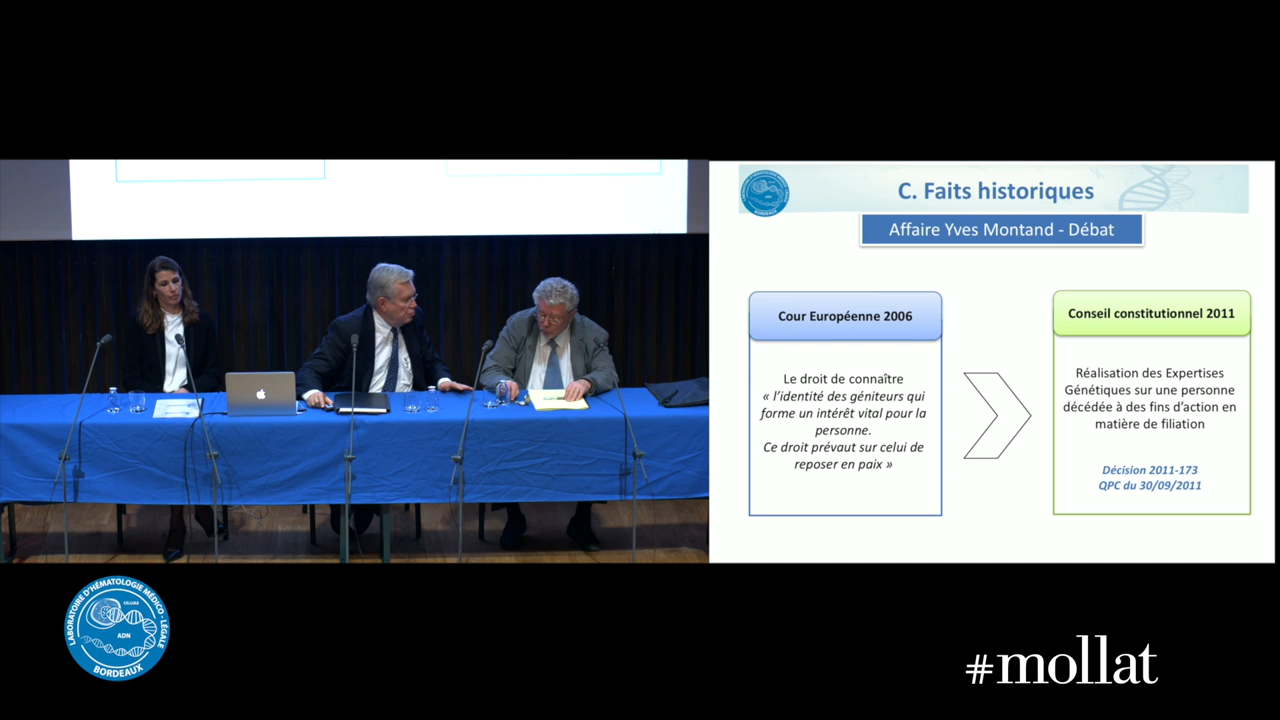 C. Faits historiques
Affaire Yves Montand - Débat
Cour Européenne 2006
Le droit de connaître
« l'identité des géniteurs qui
forme un intérêt vital pour la
personne.
Ce droit prévaut sur celui de
reposer en paix »
Conseil constitutionnel 2011
Réalisation des Expertises
Génétiques sur une personne
décédée à des fins d'action en
matière de filiation
Décision 2011-173
QPC du 30/09/2011
LABORATOIRE D'HÉMATOLOGIE MÉDICO-LÉGALE
ADN
BORDEAUX
#mollat